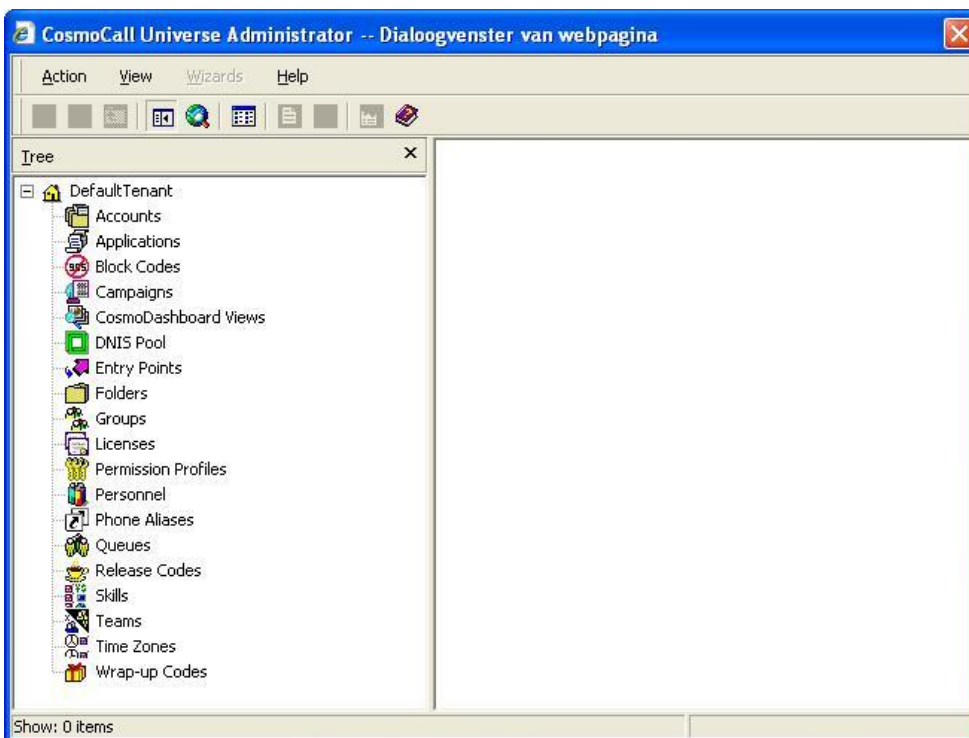 CosmoCall Universe Administrator -- Dialoogvenster van webpagina
Action View Wizards Help
Tree
DefaultTenant
Accounts
Applications
Block Codes
Campaigns
CosmoDashboard Views
DNIS Pool
Entry Points
Folders
Groups
Licenses
Permission Profiles
Personnel
Phone Aliases
Queues
Release Codes
Skills
Teams
Time Zones
Wrap-up Codes
Show: 0 items